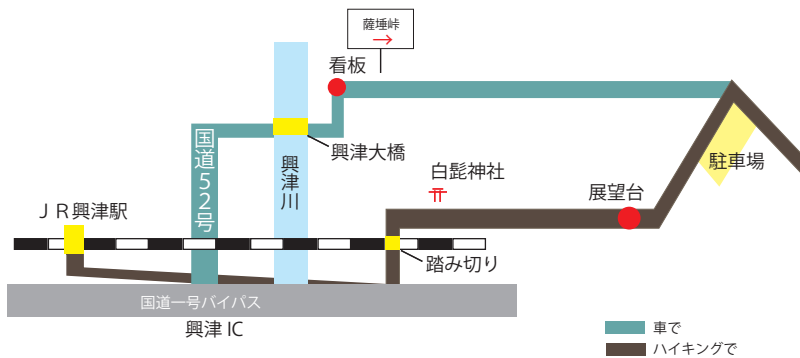 薩埵峠
→
看板
国道52号
興津川
興津大橋
白髭神社
展望台
駐車場
JR興津駅
踏み切り
国道一号バイパス
興津 IC
車で
ハイキングで